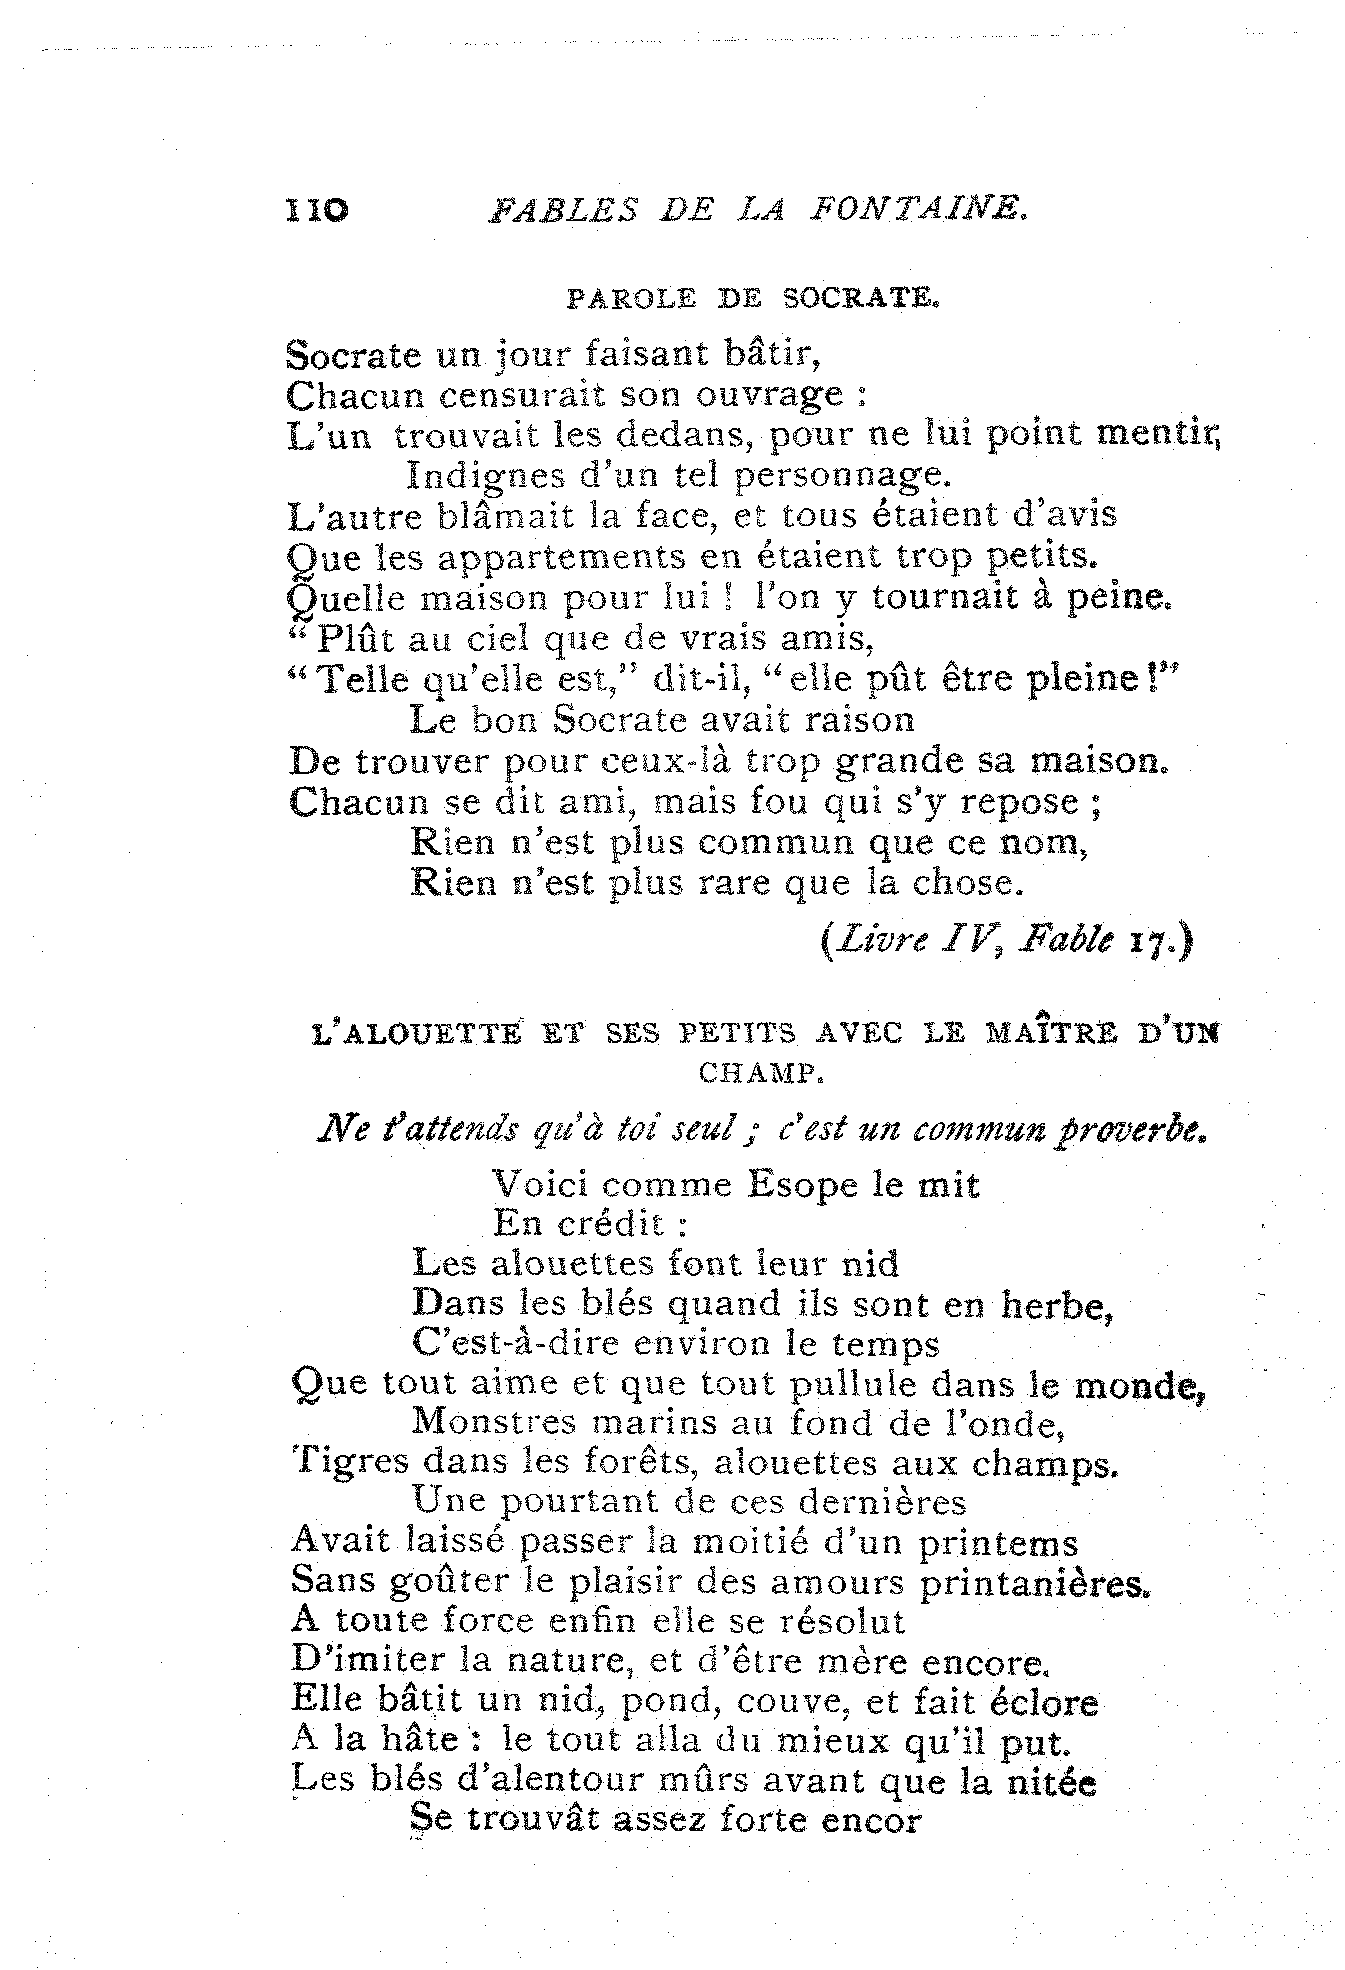 110 FABLES DE LA FONTAINE.
PAROLE DE SOCRATE.
Socrate un jour faisant bâtir,
Chacun censurait son ouvrage :
L'un trouvait les dedans, pour ne lui point mentir,
Indignes d'un tel personnage.
L'autre blâmait la face, et tous étaient d'avis
Que les appartements en étaient trop petits.
Quelle maison pour lui ! l'on y tournait à peine.
“Plût au ciel que de vrais amis,
“Telle qu'elle est,” dit-il, “elle pût être pleine !”
Le bon Socrate avait raison
De trouver pour ceux-là trop grande sa maison.
Chacun se dit ami, mais fou qui s'y repose ;
Rien n'est plus commun que ce nom,
Rien n'est plus rare que la chose.
(Livre IV, Fable 17.)
L'ALOUETTE ET SES PETITS AVEC LE MAÎTRE D'UN
CHAMP.
Ne t'attends qu'à toi seul ; c'est un commun proverbe.
Voici comme Esope le mit
En crédit :
Les alouettes font leur nid
Dans les blés quand ils sont en herbe,
C'est-à-dire environ le temps
Que tout aime et que tout pullule dans le monde,
Monstres marins au fond de l'onde,
Tigres dans les forêts, alouettes aux champs.
Une pourtant de ces dernières
Avait laissé passer la moitié d'un printems
Sans goûter le plaisir des amours printanières.
A toute force enfin elle se résolut
D'imiter la nature, et d'être mère encore.
Elle bâtit un nid, pond, couve, et fait éclore
A la hâte : le tout alla du mieux qu'il put.
Les blés d'alentour mûrs avant que la nitée
Se trouvât assez forte encor